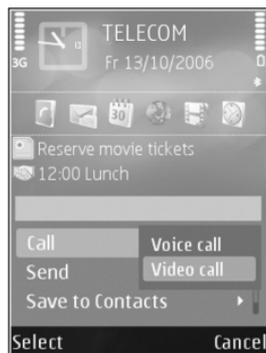 TELECOM
3G
Fr 13/10/2006
30
Reserve movie tickets
12:00 Lunch
Call
Voice call
Send
Video call
Save to Contacts
Select
Cancel